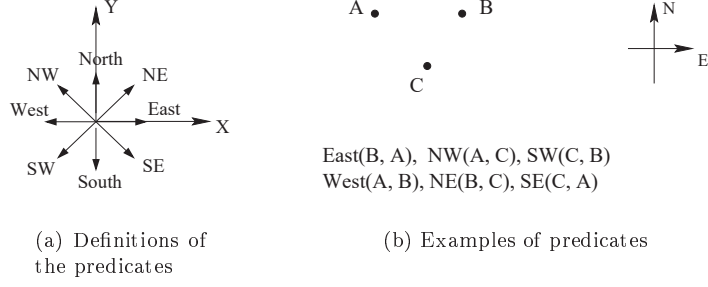 Y
North
NW
NE
West
East
X
SW
SE
South
(a) Definitions of
the predicates
A
B
C
N
E
East(B, A), NW(A, C), SW(C, B)
West(A, B), NE(B, C), SE(C, A)
(b) Examples of predicates